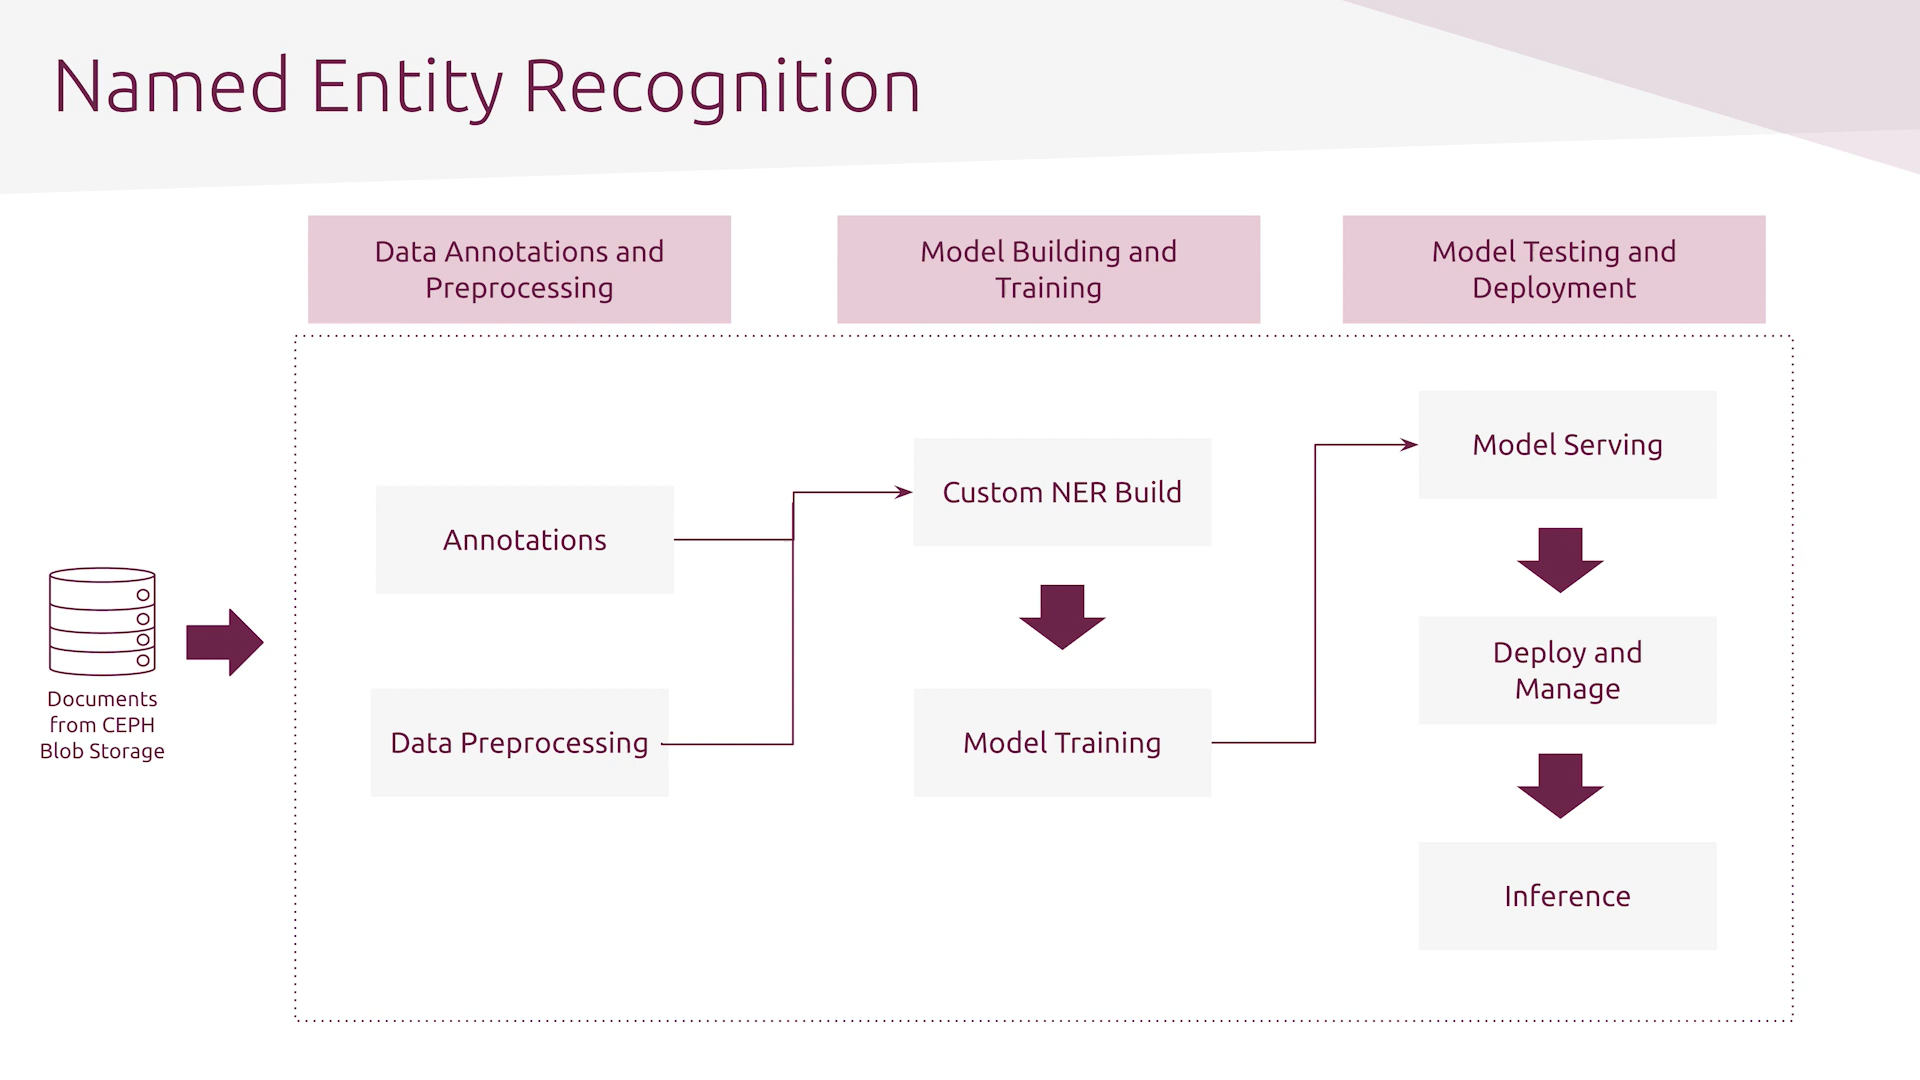 Named Entity Recognition
Data Annotations and
Preprocessing
Model Building and
Training
Model Testing and
Deployment
Documents
from CEPH
Blob Storage
Annotations
Data Preprocessing
Custom NER Build
Model Training
Model Serving
Deploy and
Manage
Inference